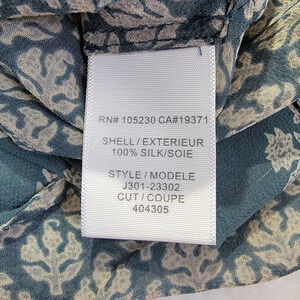 RN# 105230 CA#19371
SHELL / EXTERIEUR
100% SILK/SOIE
STYLE / MODELE
J301-23302
CUT / COUPE
404305